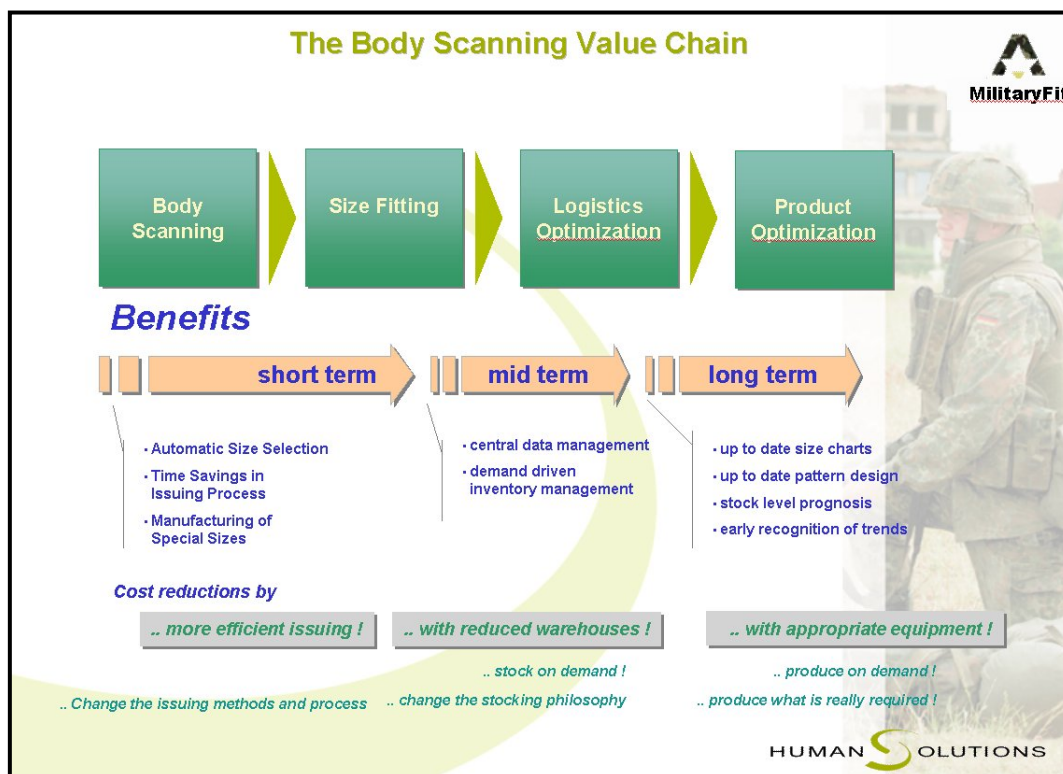 The Body Scanning Value Chain
MilitaryFit
Body
Scanning
Size Fitting
Logistics
Optimization
Product
Optimization
Benefits
short term
mid term
long term
· Automatic Size Selection
· Time Savings in
Issuing Process
· Manufacturing of
Special Sizes
· central data management
· demand driven
inventory management
· up to date size charts
· up to date pattern design
· stock level prognosis
· early recognition of trends
Cost reductions by
.. more efficient issuing !
.. with reduced warehouses !
.. with appropriate equipment !
.. Change the issuing methods and process
.. stock on demand !
.. change the stocking philosophy
.. produce on demand !
.. produce what is really required !
HUMAN SOLUTIONS